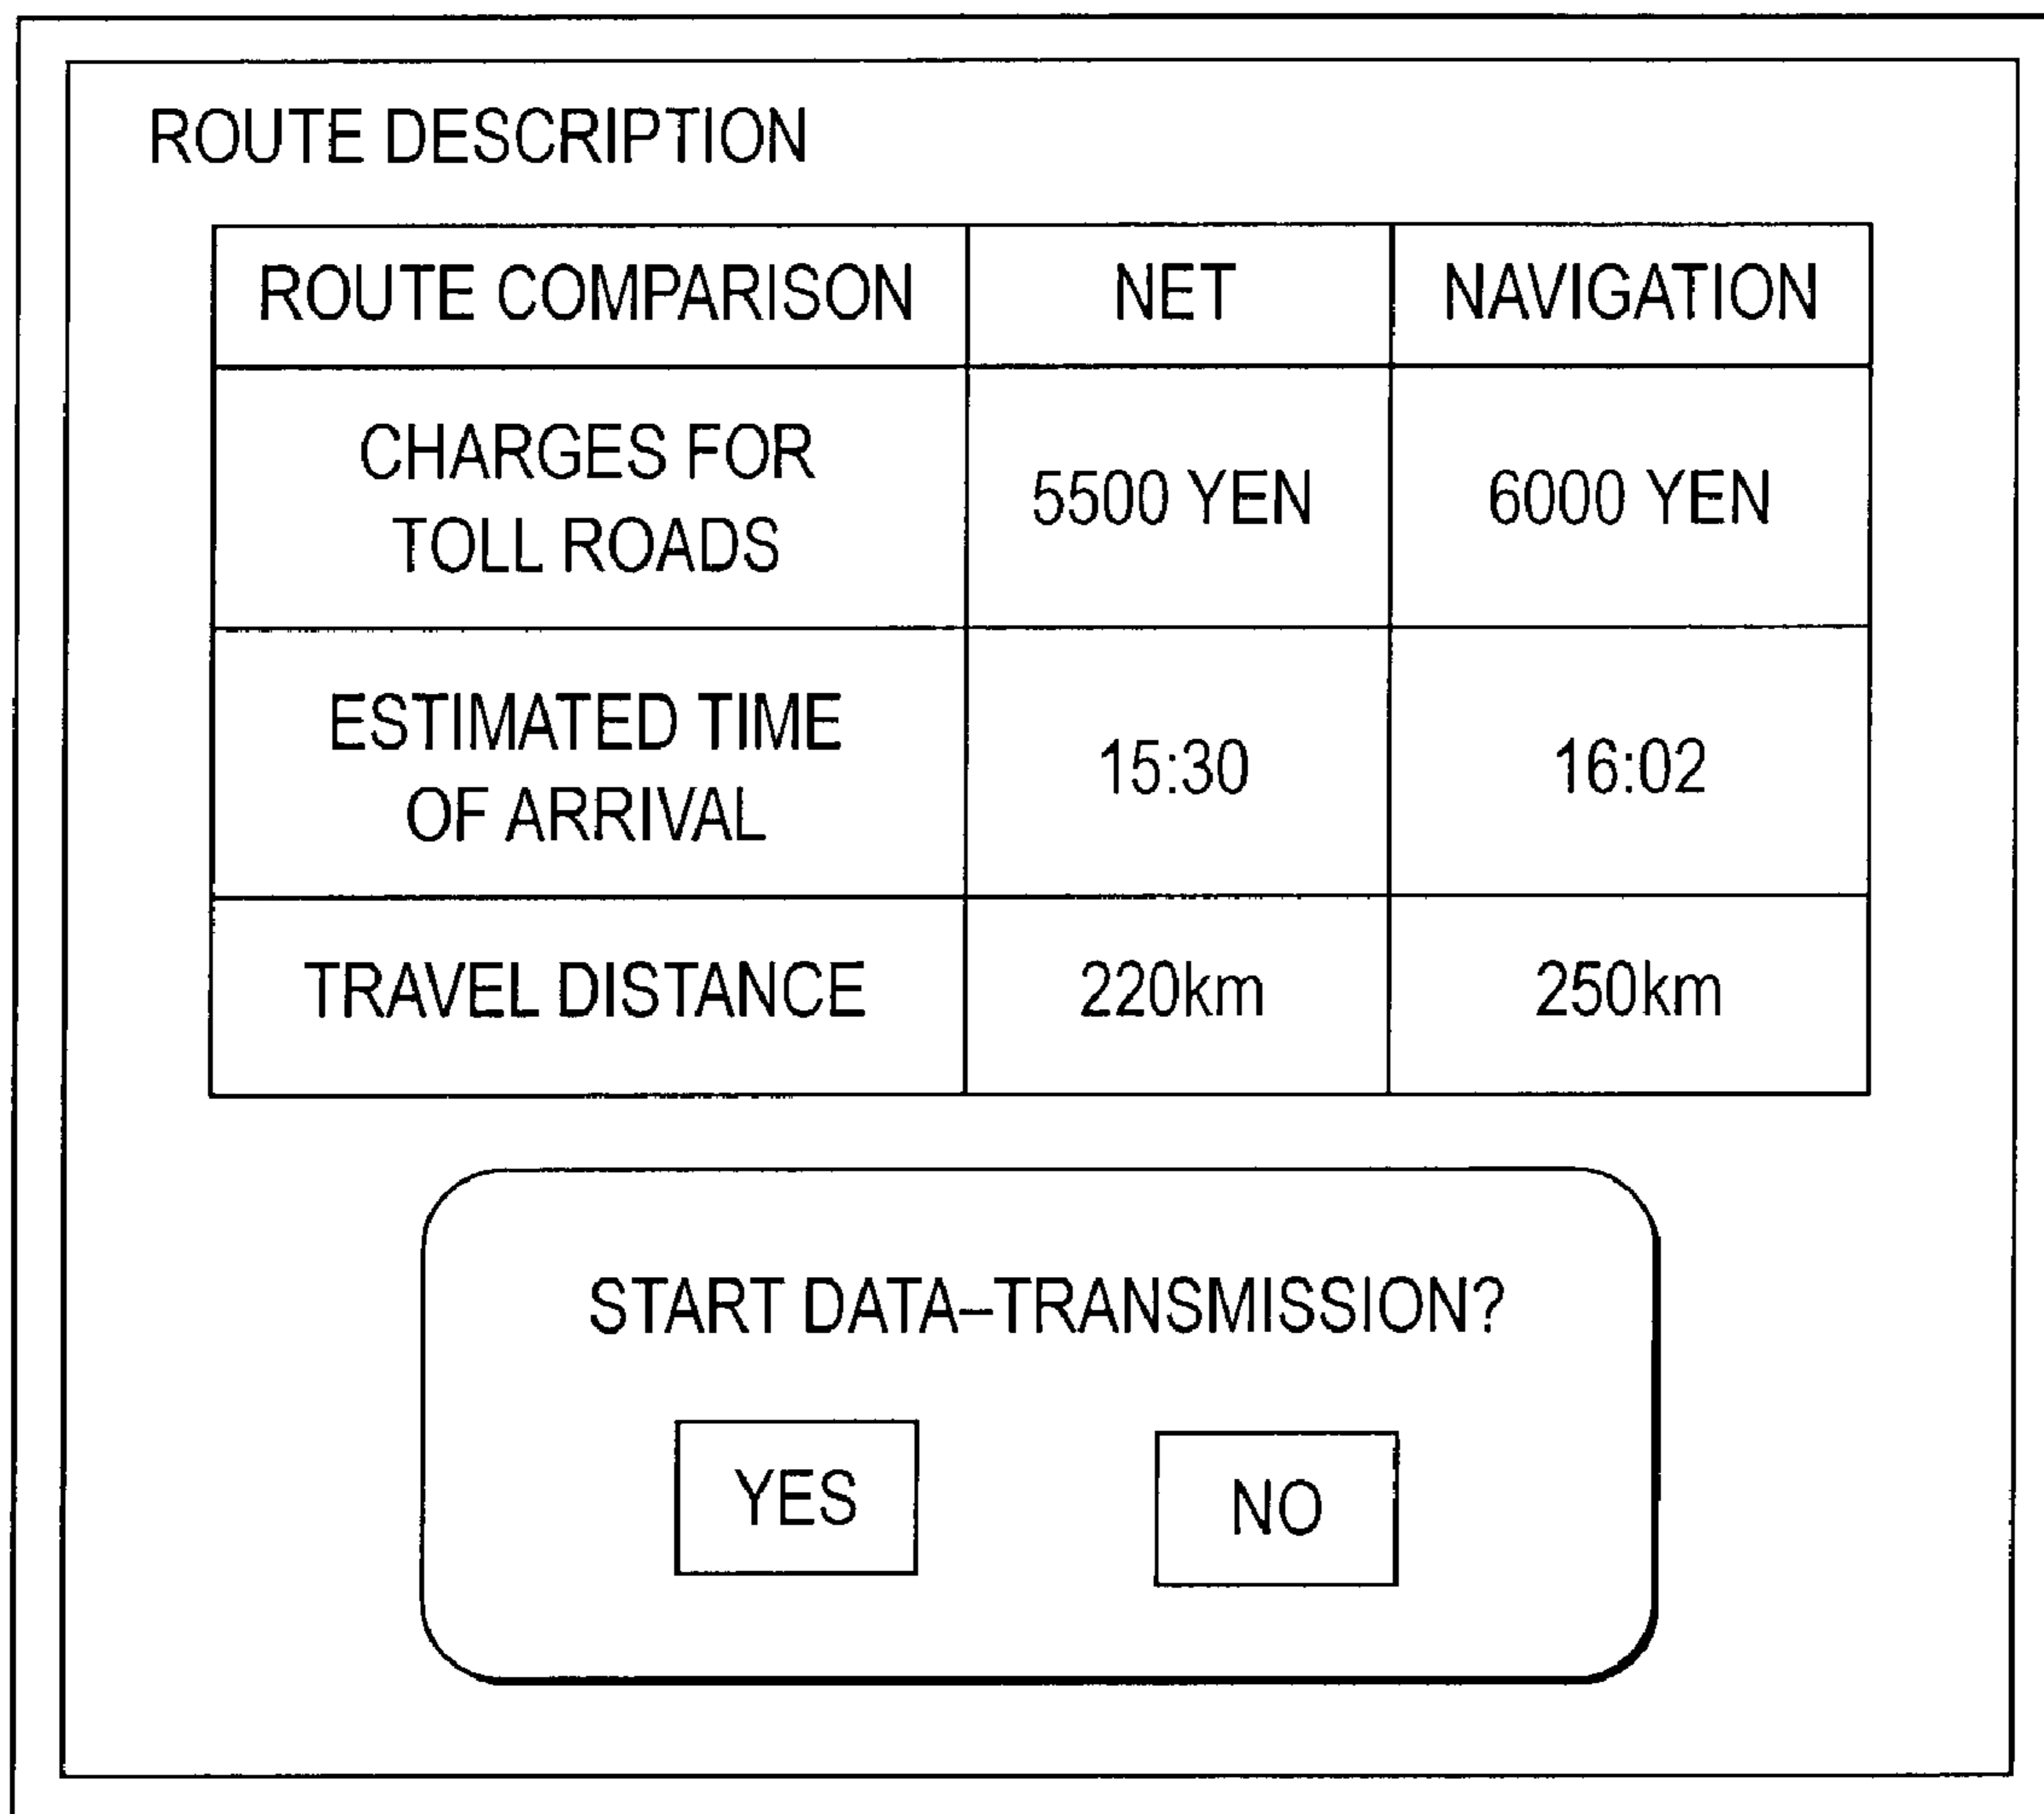 ROUTE DESCRIPTION
ROUTE COMPARISON NET NAVIGATION
CHARGES FOR
TOLL ROADS
5500 YEN 6000 YEN
ESTIMATED TIME
OF ARRIVAL
15:30 16:02
TRAVEL DISTANCE 220km 250km
START DATA–TRANSMISSION?
YES NO